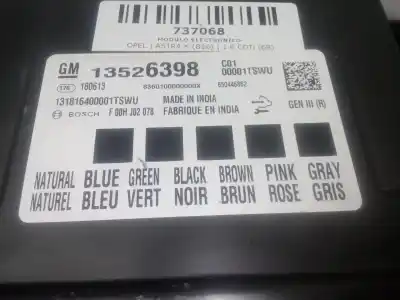 737068
MODULO ELECTRONICO
OPEL | ASTRA K (B16) | 1.6 CDTI (68)
GM 13526398 C01
00001TSWU
176 180613
131816400001TSWU MADE IN INDIA GEN III (R)
BOSCH F 00H J02 078 FABRIQUE EN INDIA
NATURAL BLUE GREEN BLACK BROWN PINK GRAY
NATUREL BLEU VERT NOIR BRUN ROSE GRIS